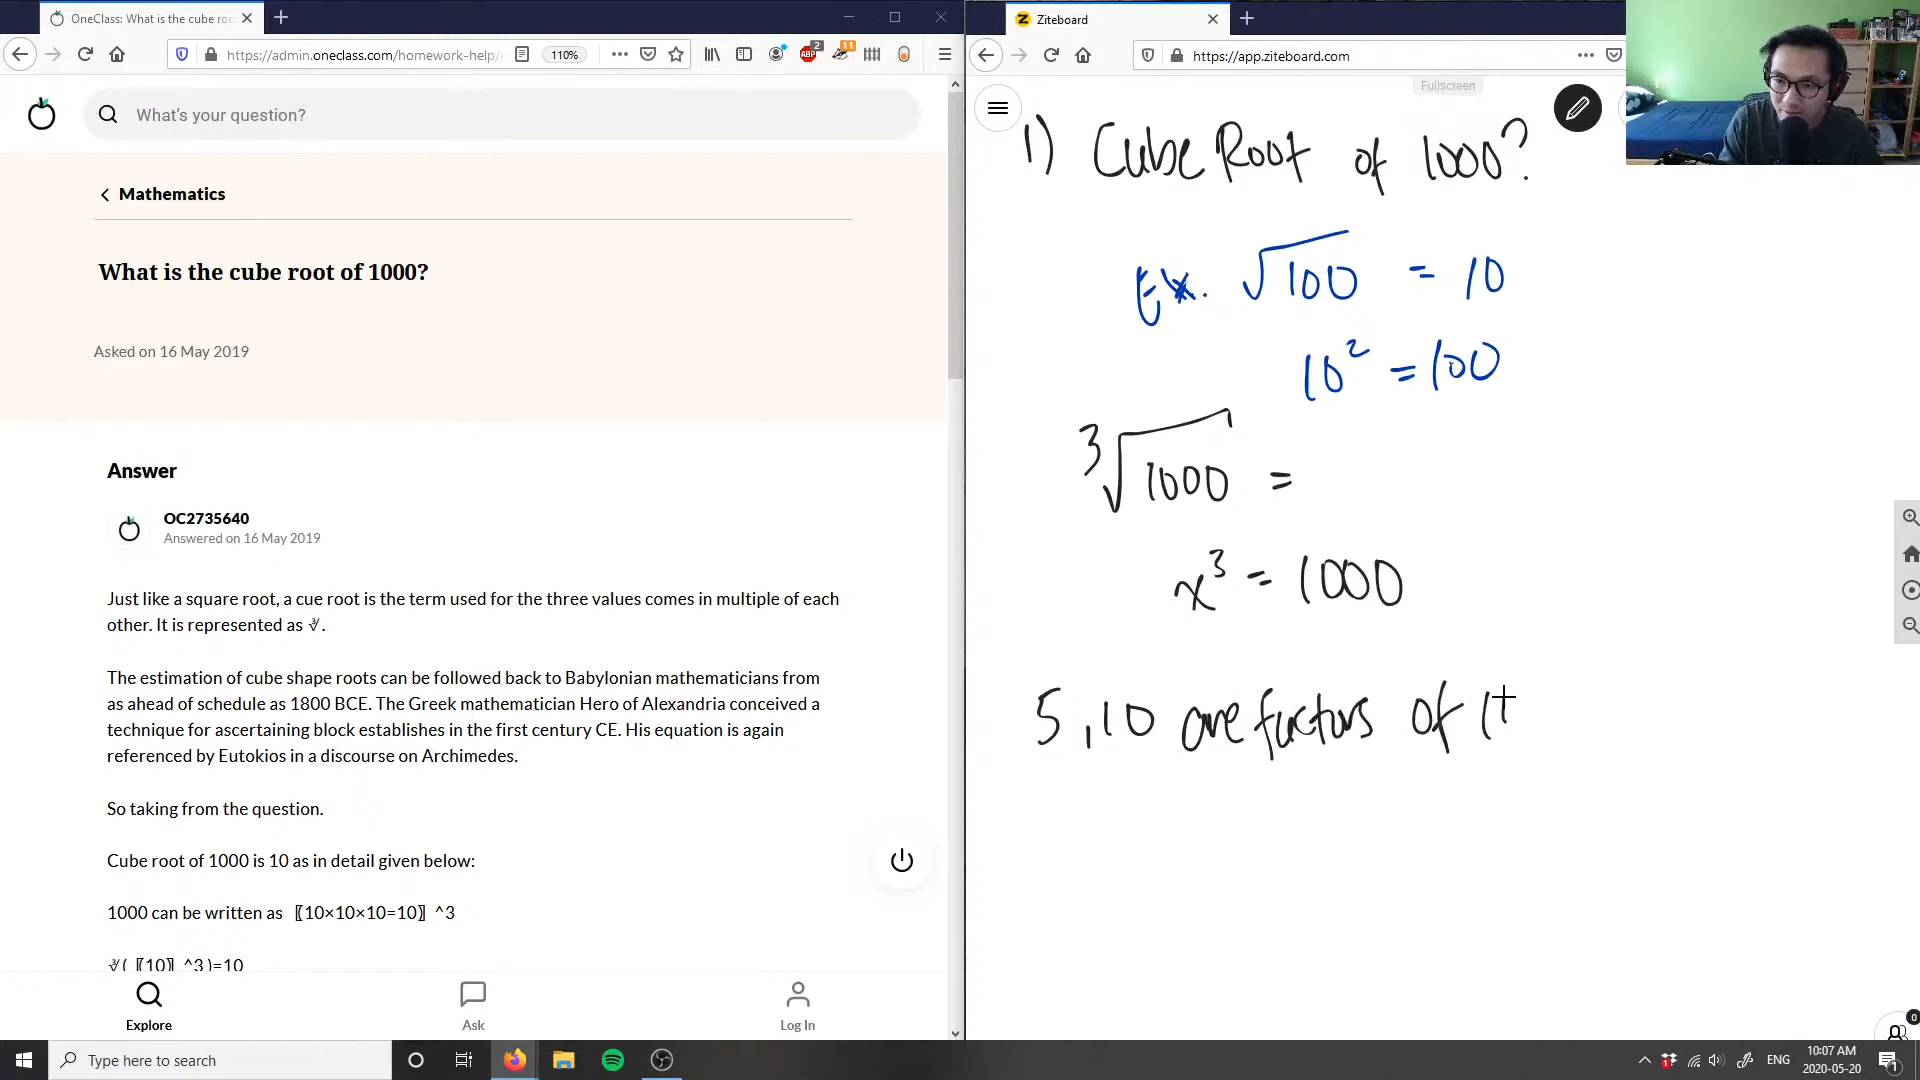 OneClass: What is the cube roo
https://admin.oneclass.com/homework-help/
110%
2
11
What's your question?
Mathematics
What is the cube root of 1000?
Asked on 16 May 2019
Answer
OC2735640
Answered on 16 May 2019
Just like a square root, a cue root is the term used for the three values comes in multiple of each
other. It is represented as ∛.
The estimation of cube shape roots can be followed back to Babylonian mathematicians from
as ahead of schedule as 1800 BCE. The Greek mathematician Hero of Alexandria conceived a
technique for ascertaining block establishes in the first century CE. His equation is again
referenced by Eutokios in a discourse on Archimedes.
So taking from the question.
Cube root of 1000 is 10 as in detail given below:
1000 can be written as 〖10×10×10=10〗^3
∛(〖10〗^3)=10
Explore
Ask
Log In
Ziteboard
https://app.ziteboard.com
Fullscreen
1) Cube Root of 1000?
Ex. √100 = 10
10² = 100
³√1000 =
x³ = 1000
5, 10 are factors of 1
0
Type here to search
ENG
10:07 AM
2020-05-20
1